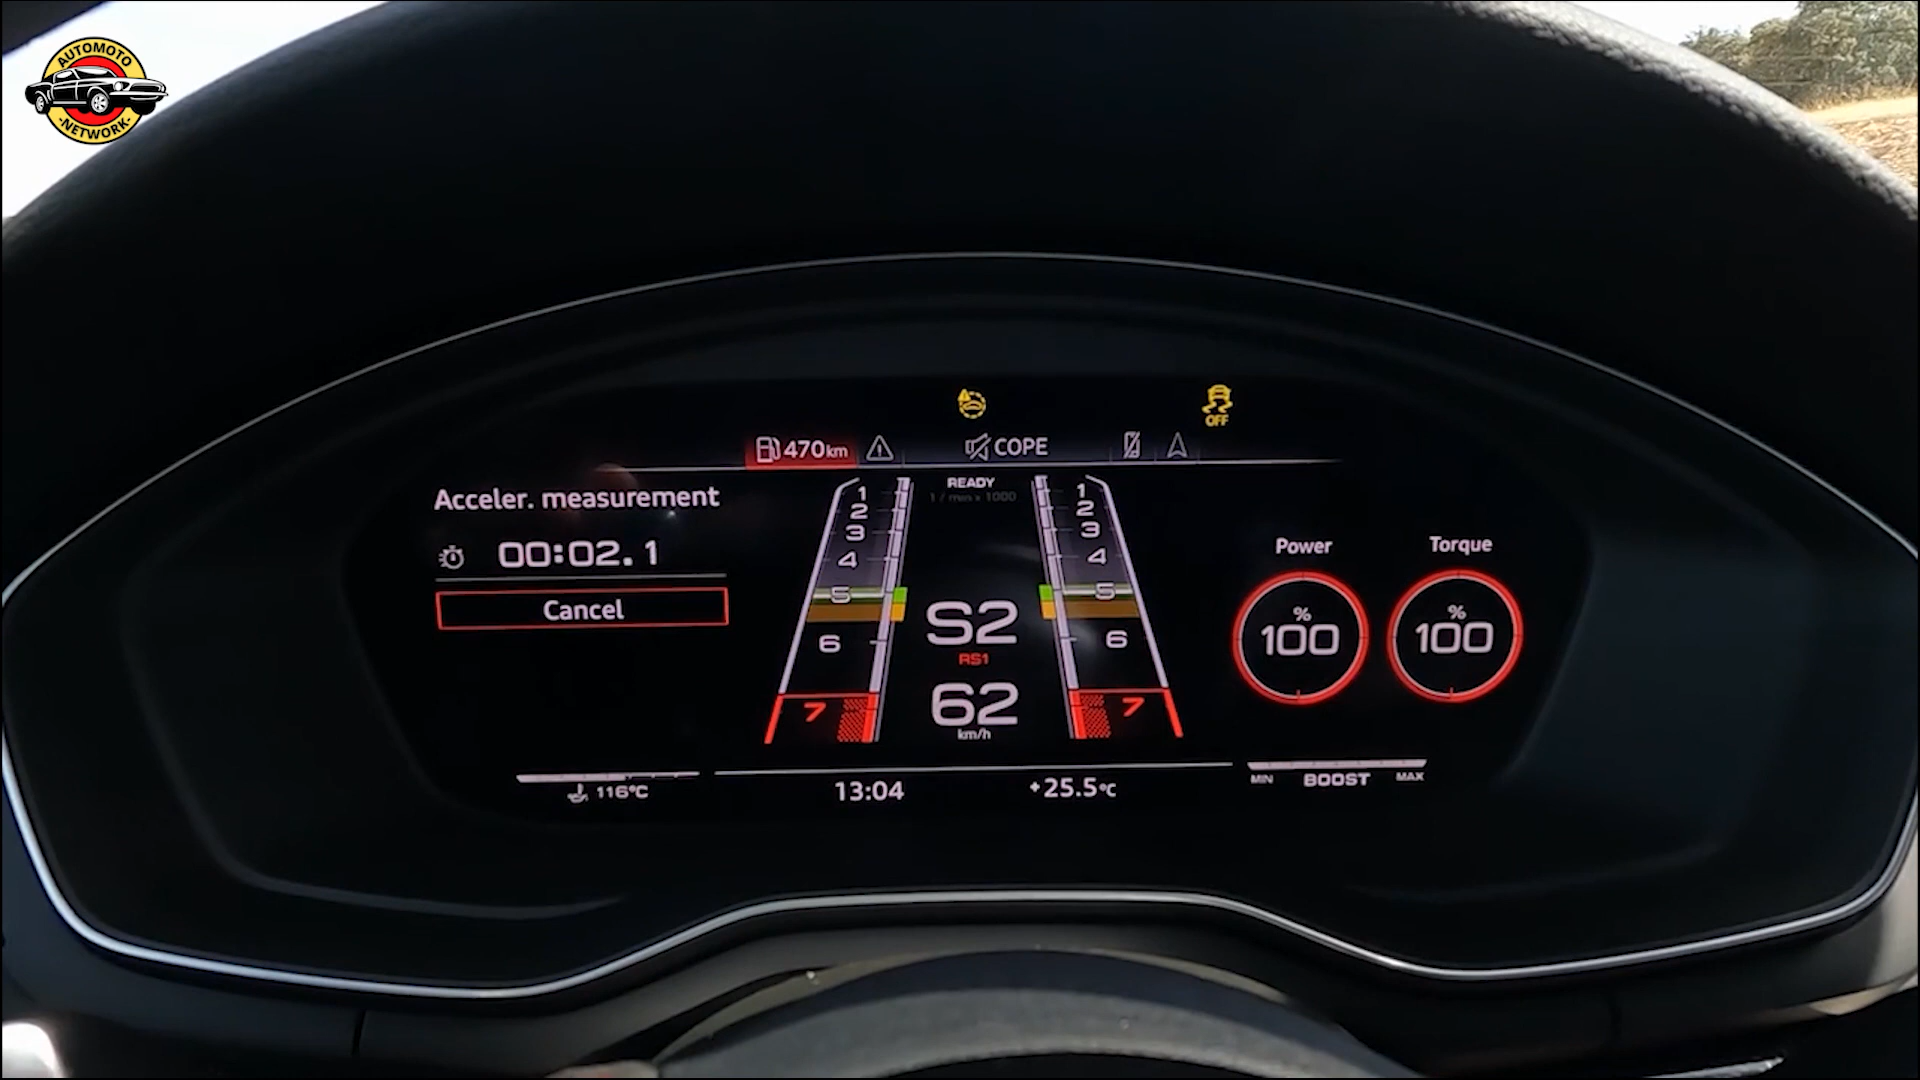 AUTOMOTO
-NETWORK-
OFF
470 km
COPE
READY
1 / min x 1000
Acceler. measurement
00:02.1
Cancel
1
2
3
4
5
6
7
S2
RS1
62
km/h
1
2
3
4
5
6
7
Power
%
100
Torque
%
100
116°C
13:04
+25.5°C
MIN
BOOST
MAX